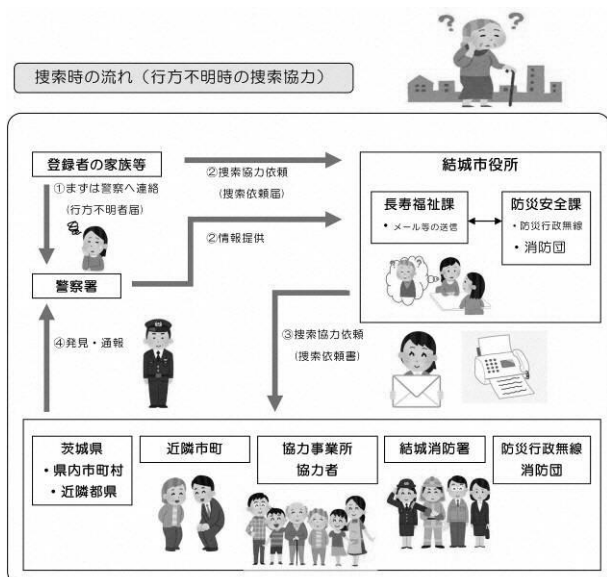 ? ?
?
捜索時の流れ(行方不明時の捜索協力)
登録者の家族等
①まずは警察へ連絡
(行方不明者届)
②捜索協力依頼
(捜索依頼届)
②情報提供
結城市役所
長寿福祉課
・メール等の送信
防災安全課
・防災行政無線
・消防団
警察署
④発見・通報
③捜索協力依頼
(捜索依頼書)
茨城県
・県内市町村
・近隣都県
近隣市町
協力事業所
協力者
結城消防署
防災行政無線
消防団